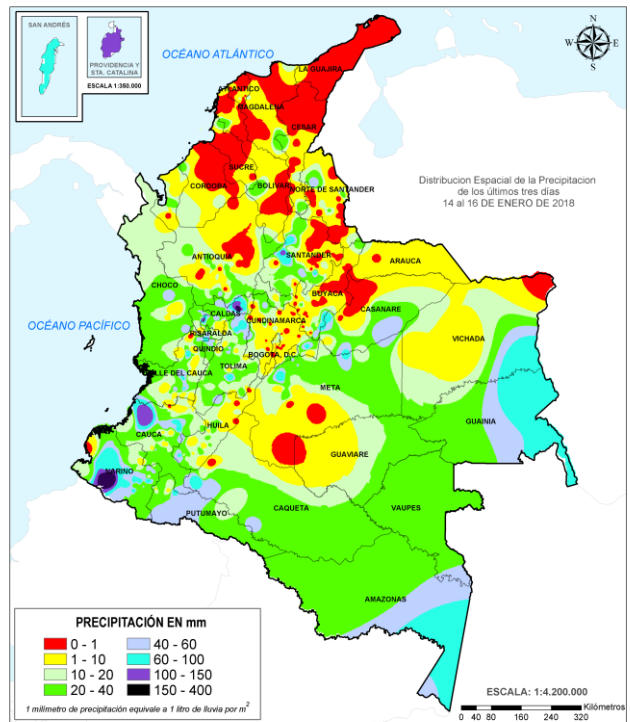 SAN ANDRÉS
PROVIDENCIA Y
STA. CATALINA
ESCALA 1:350.000
N
W E
S
OCÉANO ATLÁNTICO
LA GUAJIRA
ATLANTICO
MAGDALENA
CESAR
SUCRE
CORDOBA
BOLIVAR
NORTE DE SANTANDER
Distribucion Espacial de la Precipitacion
de los últimos tres días
14 al 16 DE ENERO DE 2018
ANTIOQUIA
SANTANDER
ARAUCA
CHOCO
BOYACA
CASANARE
OCÉANO PACÍFICO
CALDAS
CUNDINAMARCA
RISARALDA
VICHADA
QUINDIO
BOGOTA, D.C.
TOLIMA
VALLE DEL CAUCA
META
GUAINIA
CAUCA
HUILA
GUAVIARE
NARIÑO
CAQUETA
VAUPES
PUTUMAYO
AMAZONAS
PRECIPITACIÓN EN mm
0 - 1 40 - 60
1 - 10 60 - 100
10 - 20 100 - 150
20 - 40 150 - 400
1 milimetro de precipitación equivale a 1 litro de lluvia por m²
ESCALA: 1:4.200.000
Kilómetros
0 40 80 160 240 320